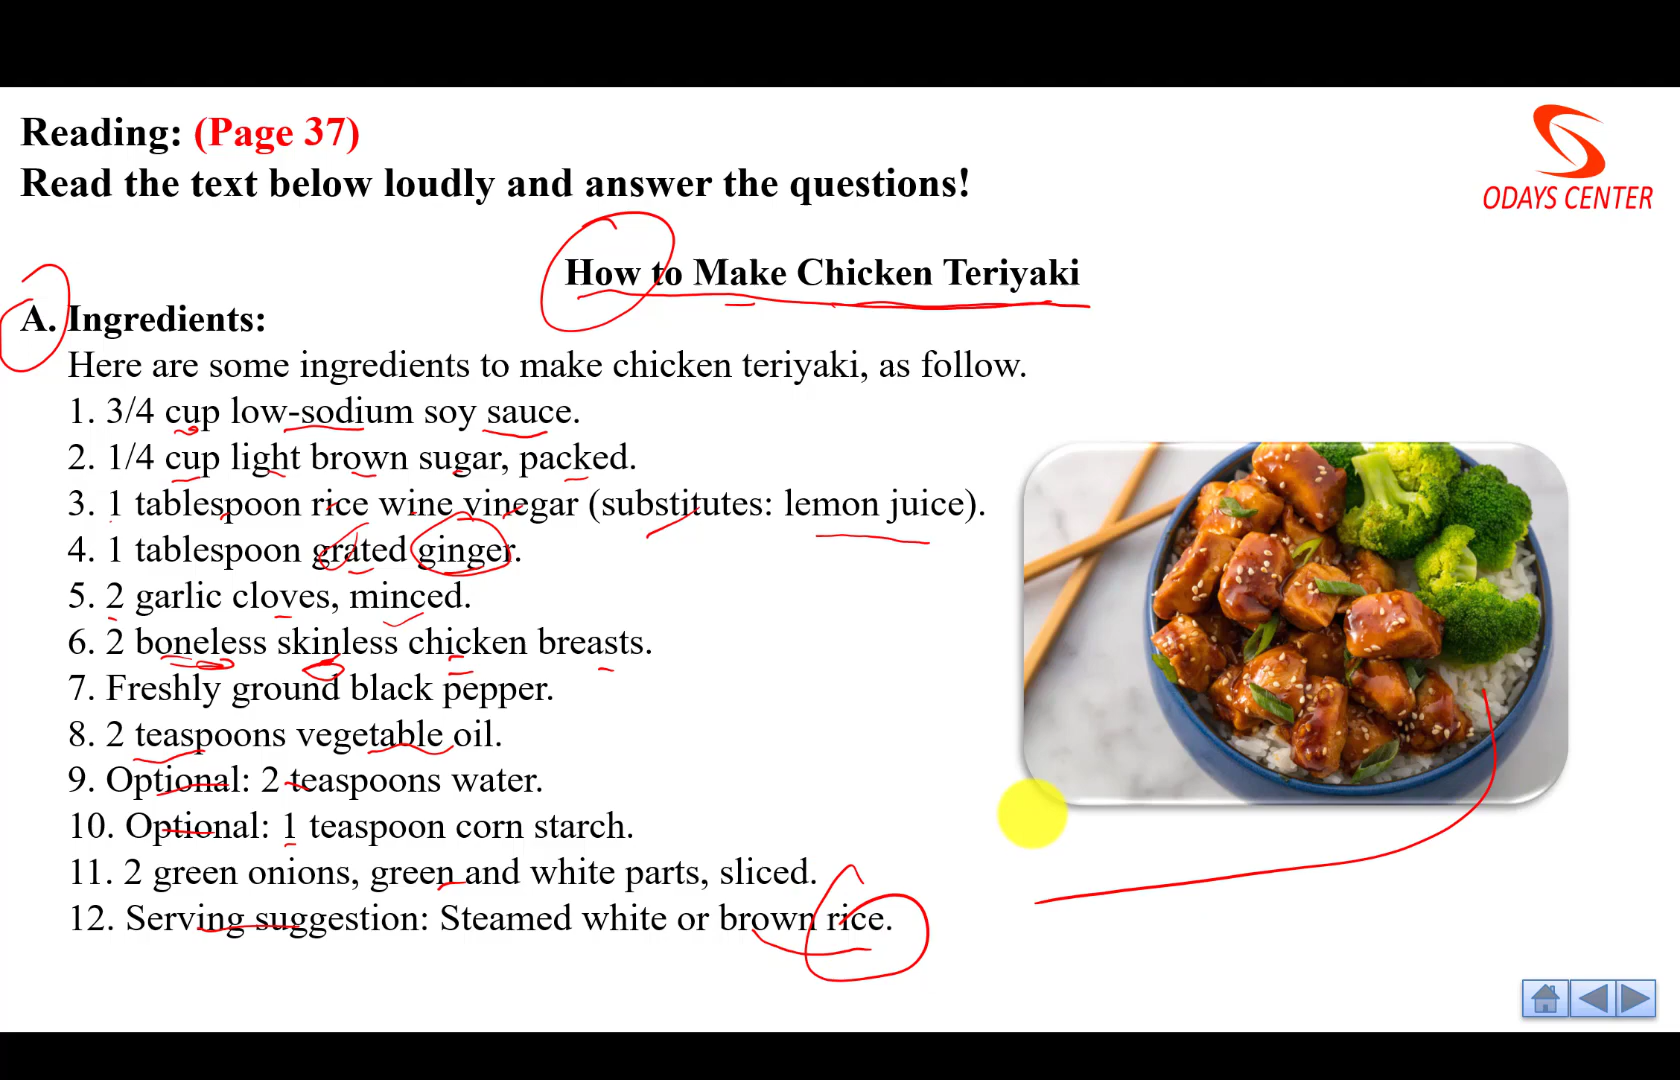 Reading: (Page 37)
Read the text below loudly and answer the questions!
ODAYS CENTER
How to Make Chicken Teriyaki
A. Ingredients:
Here are some ingredients to make chicken teriyaki, as follow.
1. 3/4 cup low-sodium soy sauce.
2. 1/4 cup light brown sugar, packed.
3. 1 tablespoon rice wine vinegar (substitutes: lemon juice).
4. 1 tablespoon grated ginger.
5. 2 garlic cloves, minced.
6. 2 boneless skinless chicken breasts.
7. Freshly ground black pepper.
8. 2 teaspoons vegetable oil.
9. Optional: 2 teaspoons water.
10. Optional: 1 teaspoon corn starch.
11. 2 green onions, green and white parts, sliced.
12. Serving suggestion: Steamed white or brown rice.